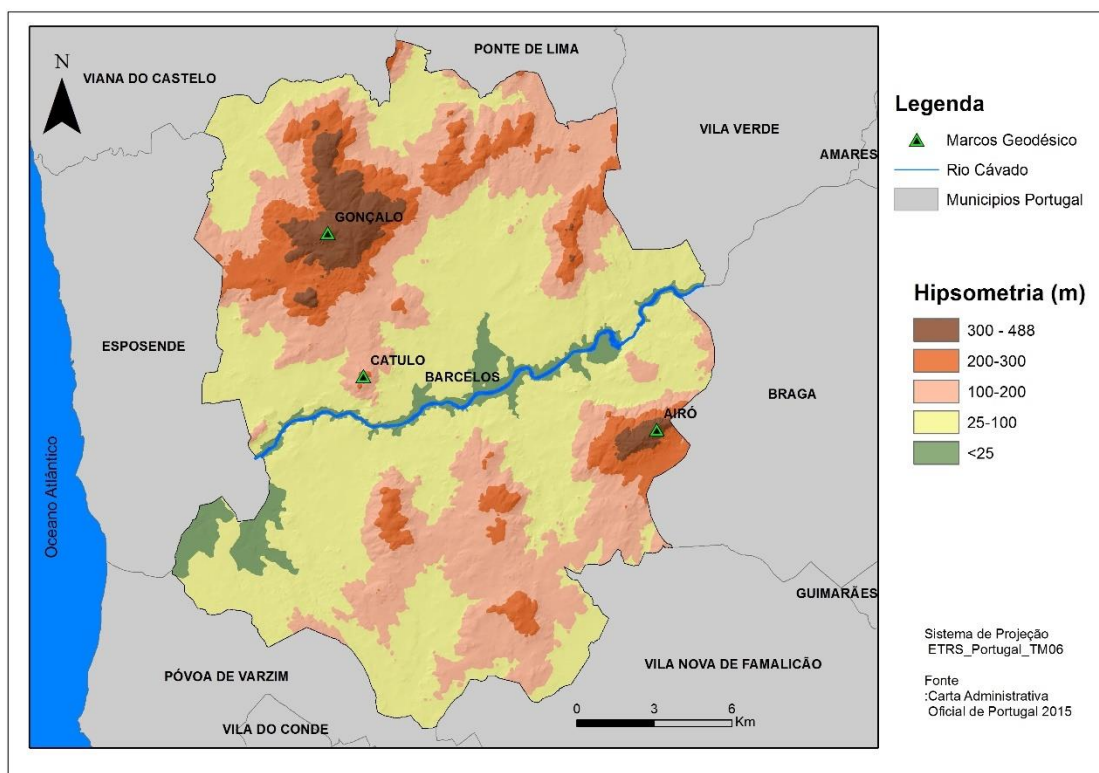 PONTE DE LIMA
N
VIANA DO CASTELO
VILA VERDE
AMARES
GONÇALO
ESPOSENDE
CATULO
BARCELOS
BRAGA
AIRÓ
Oceano Atlântico
GUIMARÃES
PÓVOA DE VARZIM
VILA NOVA DE FAMALICÃO
VILA DO CONDE
0 3 6
Km
Legenda
Marcos Geodésico
Rio Cávado
Municipios Portugal
Hipsometria (m)
300 - 488
200-300
100-200
25-100
<25
Sistema de Projeção
ETRS_Portugal_TM06
Fonte
:Carta Administrativa
Oficial de Portugal 2015